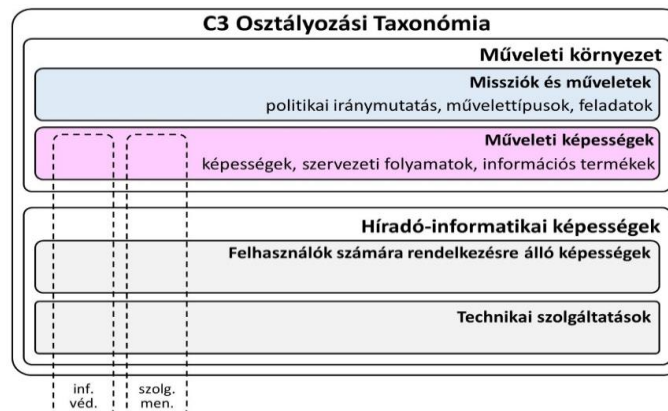 C3 Osztályozási Taxonómia
Műveleti környezet
Missziók és műveletek
politikai iránymutatás, művelettípusok, feladatok
Műveleti képességek
képességek, szervezeti folyamatok, információs termékek
Híradó-informatikai képességek
Felhasználók számára rendelkezésre álló képességek
Technikai szolgáltatások
inf.
véd.
szolg.
men.